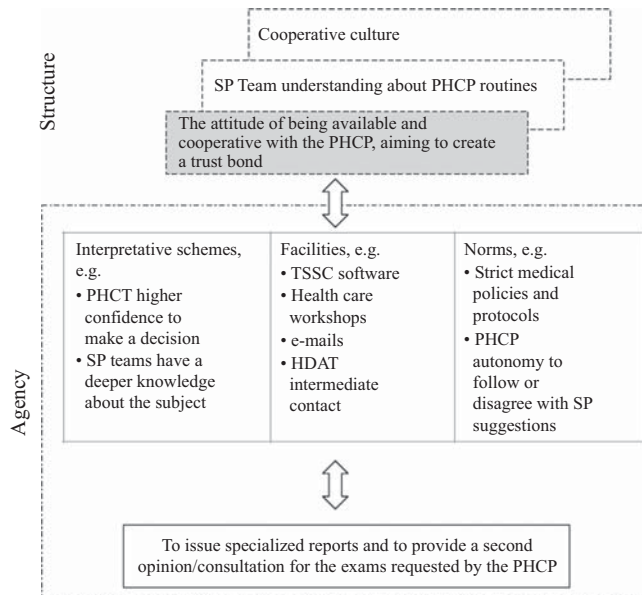 Structure
Cooperative culture
SP Team understanding about PHCP routines
The attitude of being available and
cooperative with the PHCP, aiming to create
a trust bond
Agency
Interpretative schemes,
e.g.
• PHCT higher
confidence to
make a decision
• SP teams have a
deeper knowledge
about the subject
Facilities, e.g.
• TSSC software
• Health care
workshops
• e-mails
• HDAT
intermediate
contact
Norms, e.g.
• Strict medical
policies and
protocols
• PHCP
autonomy to
follow or
disagree with SP
suggestions
To issue specialized reports and to provide a second
opinion/consultation for the exams requested by the PHCP